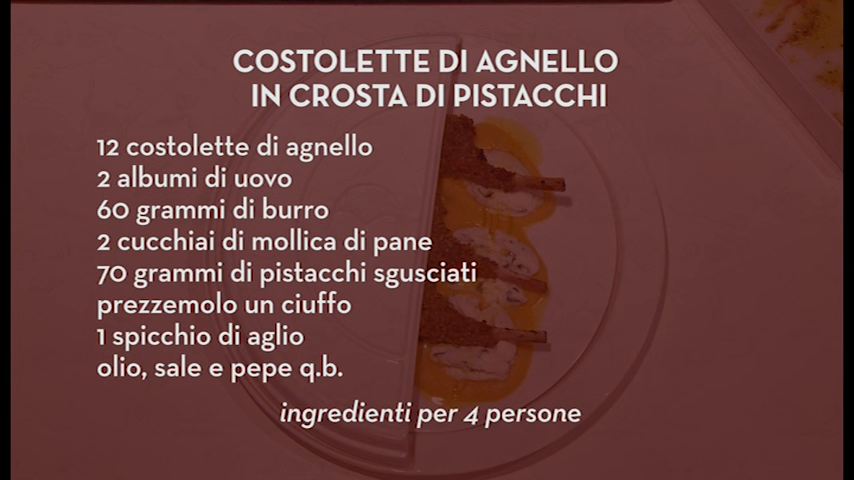 COSTOLETTE DI AGNELLO
IN CROSTA DI PISTACCHI
12 costolette di agnello
2 albumi di uovo
60 grammi di burro
2 cucchiai di mollica di pane
70 grammi di pistacchi sgusciati
prezzemolo un ciuffo
1 spicchio di aglio
olio, sale e pepe q.b.
ingredienti per 4 persone